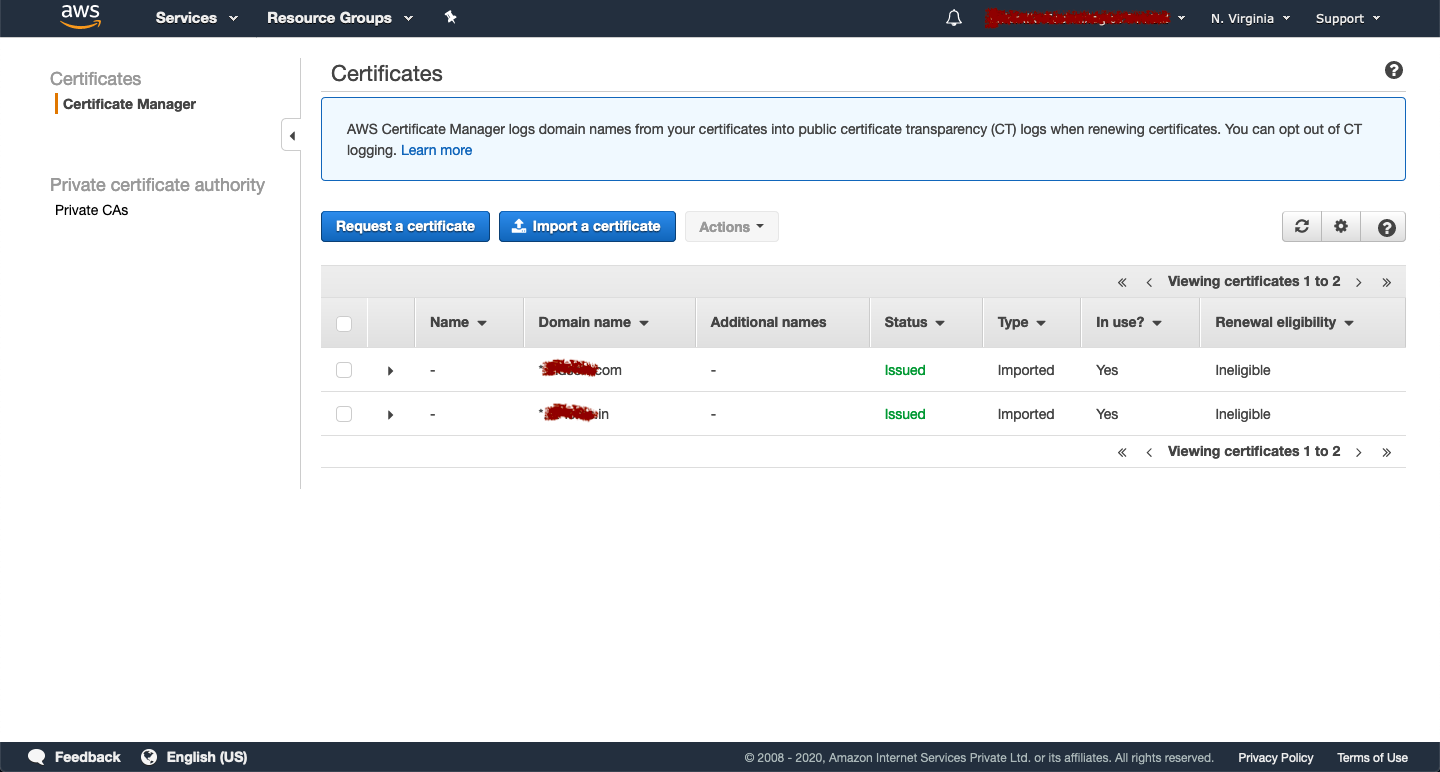 aws Services Resource Groups N. Virginia Support
Certificates
Certificate Manager
Private certificate authority
Private CAs
Certificates
AWS Certificate Manager logs domain names from your certificates into public certificate transparency (CT) logs when renewing certificates. You can opt out of CT
logging. Learn more
Request a certificate Import a certificate Actions
« ‹ Viewing certificates 1 to 2 › »
Name Domain name Additional names Status Type In use? Renewal eligibility
- *. com - Issued Imported Yes Ineligible
- *. in - Issued Imported Yes Ineligible
« ‹ Viewing certificates 1 to 2 › »
Feedback English (US) © 2008 - 2020, Amazon Internet Services Private Ltd. or its affiliates. All rights reserved. Privacy Policy Terms of Use